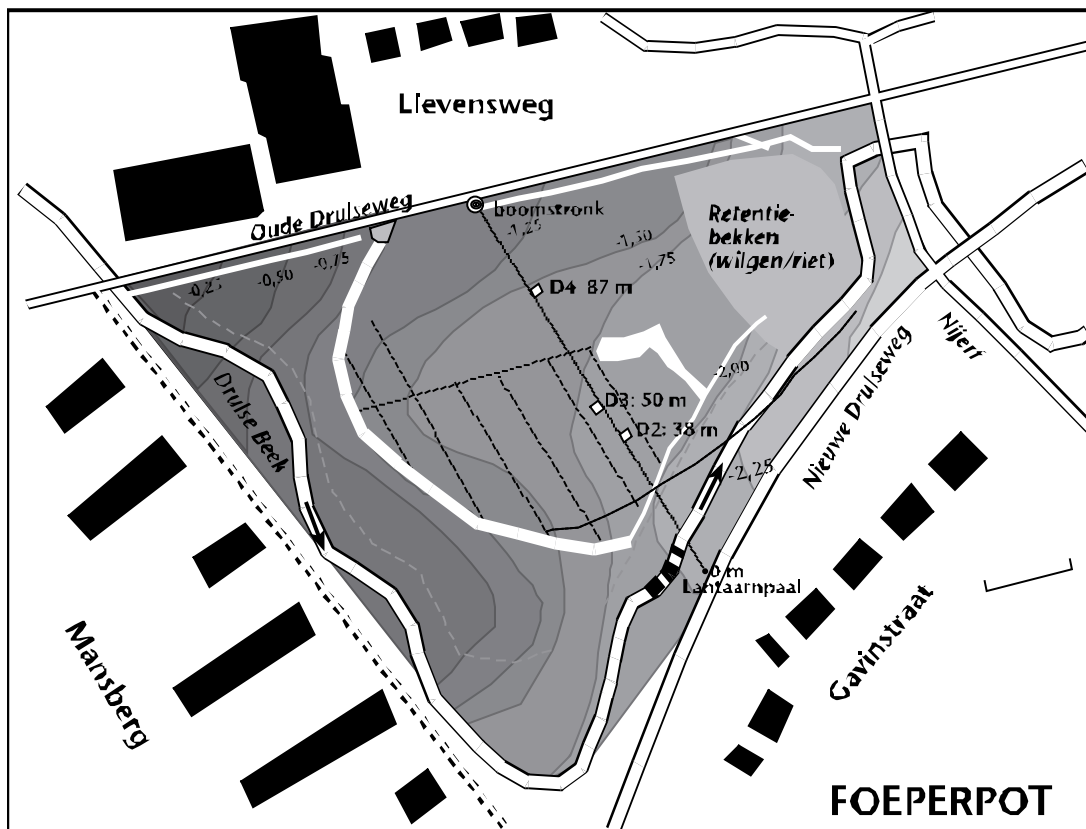 Lievensweg
Oude Drulseweg
boomstronk
-1,25
-1,50
-1,75
Retentie-
bekken
(wilgen/riet)
-0,25
-0,50
-0,75
D4 87 m
Drulse Beek
-2,00
D3: 50 m
D2: 38 m
-2,25
Nieuwe Drulseweg
Nijert
0 m
Lantaarnpaal
Mansberg
Gavinstraat
FOEPERPOT